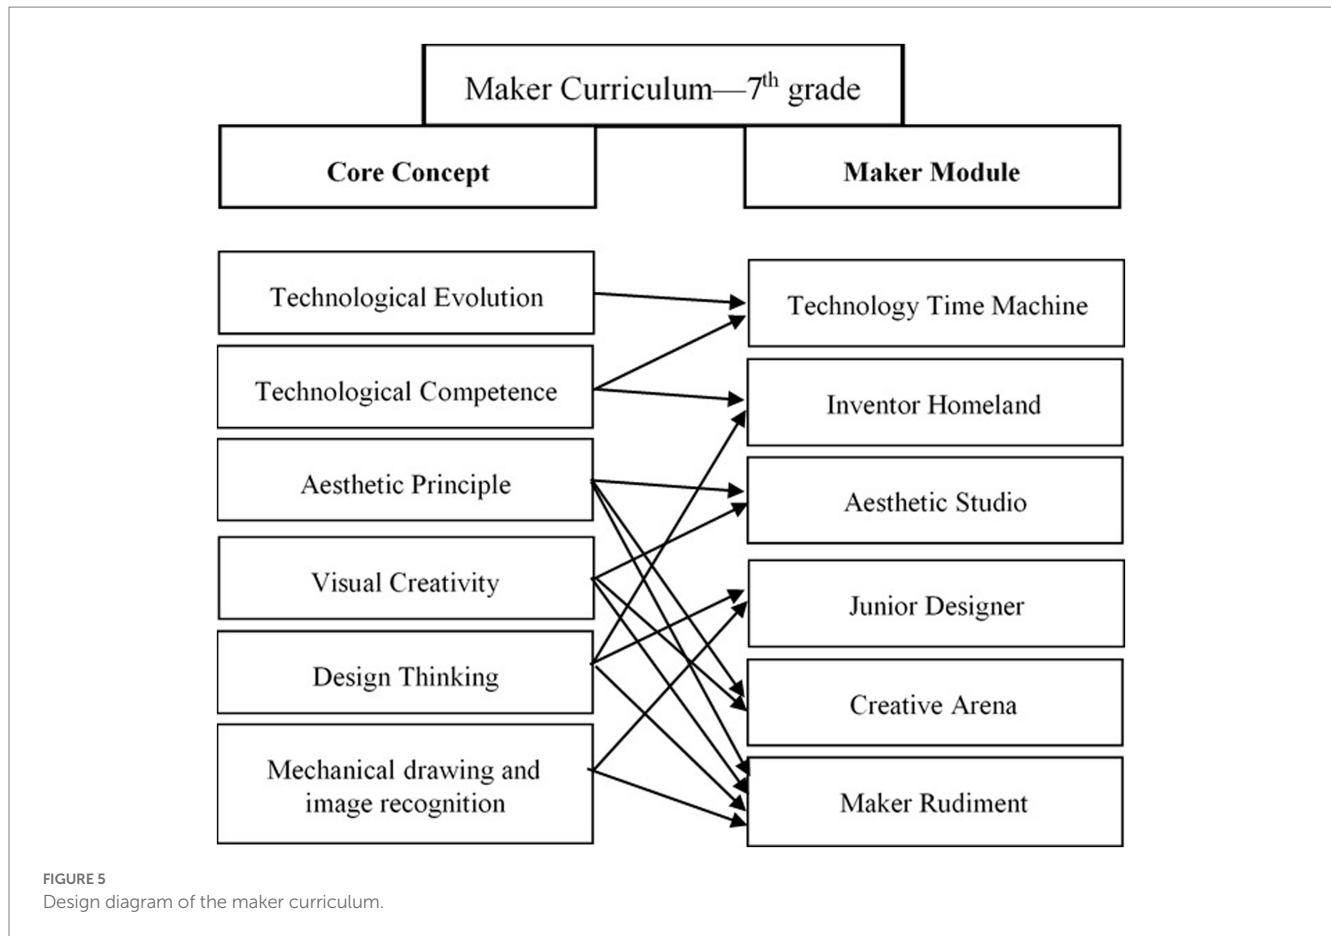 Maker Curriculum—7th grade
Core Concept
Maker Module
Technological Evolution
Technology Time Machine
Technological Competence
Inventor Homeland
Aesthetic Principle
Aesthetic Studio
Visual Creativity
Junior Designer
Design Thinking
Creative Arena
Mechanical drawing and
image recognition
Maker Rudiment
FIGURE 5
Design diagram of the maker curriculum.